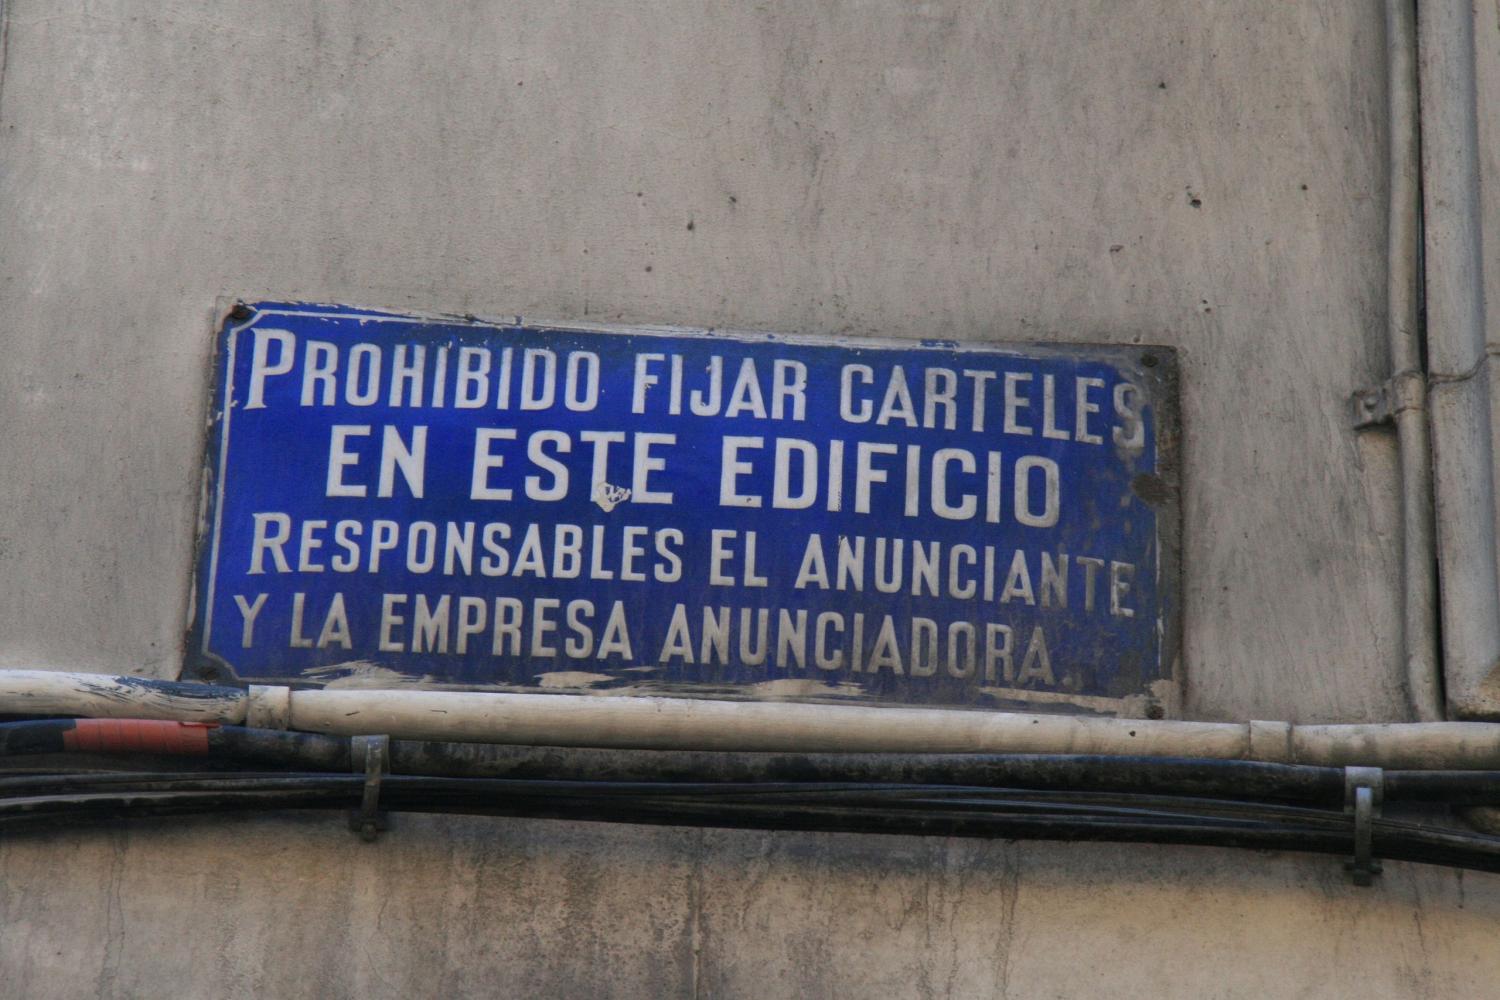 PROHIBIDO FIJAR CARTELES
EN ESTE EDIFICIO
RESPONSABLES EL ANUNCIANTE
Y LA EMPRESA ANUNCIADORA.